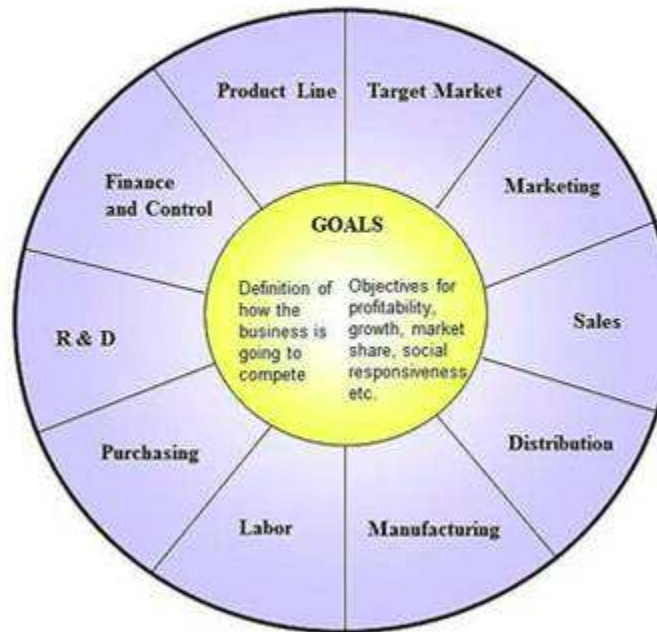 Product Line
Target Market
Marketing
Sales
Distribution
Manufacturing
Labor
Purchasing
R & D
Finance
and Control
GOALS
Definition of
how the
business is
going to
compete
Objectives for
profitability,
growth, market
share, social
responsiveness
etc.